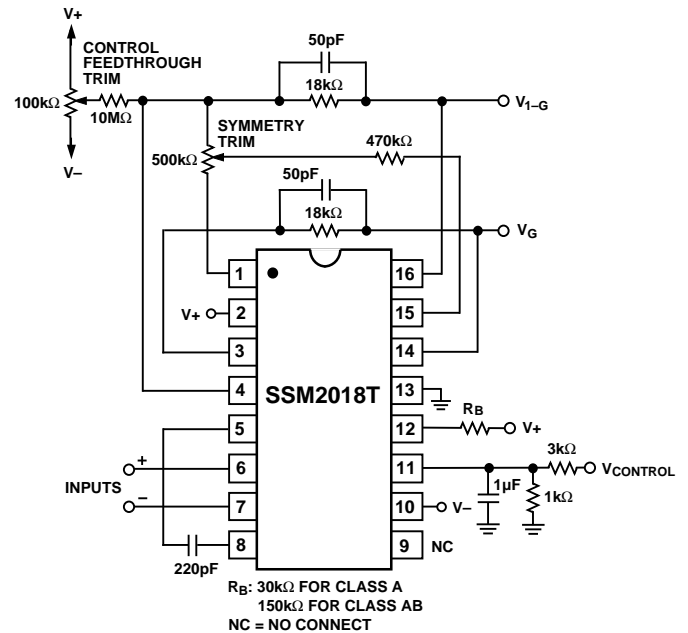 V+
CONTROL
FEEDTHROUGH
TRIM
100kΩ
10MΩ
V–
50pF
18kΩ
V1–G
SYMMETRY
TRIM
500kΩ
470kΩ
50pF
18kΩ
VG
1
16
V+
2
15
3
14
SSM2018T
4
13
5
12
RB
V+
INPUTS
+
6
11
3kΩ
VCONTROL
1µF
1kΩ
–
7
10
V–
220pF
8
9
NC
RB: 30kΩ FOR CLASS A
150kΩ FOR CLASS AB
NC = NO CONNECT